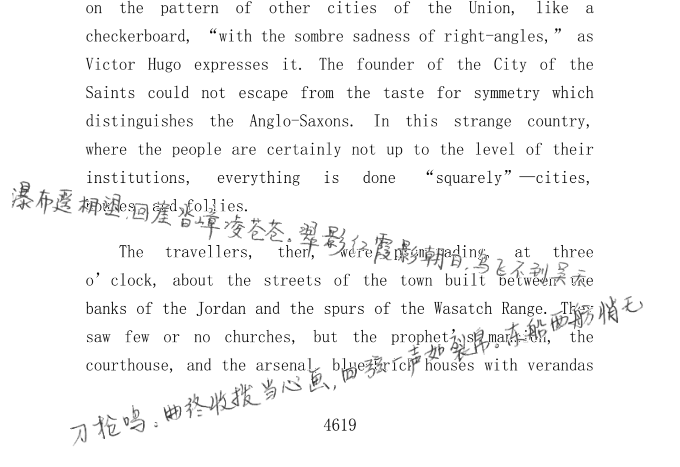 on the pattern of other cities of the Union, like a
checkerboard, “with the sombre sadness of right-angles,” as
Victor Hugo expresses it. The founder of the City of the
Saints could not escape from the taste for symmetry which
distinguishes the Anglo-Saxons. In this strange country,
where the people are certainly not up to the level of their
institutions, everything is done “squarely”—cities,
houses, and follies.
瀑布遥相望,回崖沓嶂凌苍苍。翠影红霞影朝日,鸟飞不到吴天
The travellers, then, were promenading, at three
o’clock, about the streets of the town built between the
banks of the Jordan and the spurs of the Wasatch Range. They
saw few or no churches, but the prophet’s mansion, the
courthouse, and the arsenal, blue-brick houses with verandas
刀枪鸣:曲终收拨当心画,四弦一声如裂帛。东船西舫悄无
4619